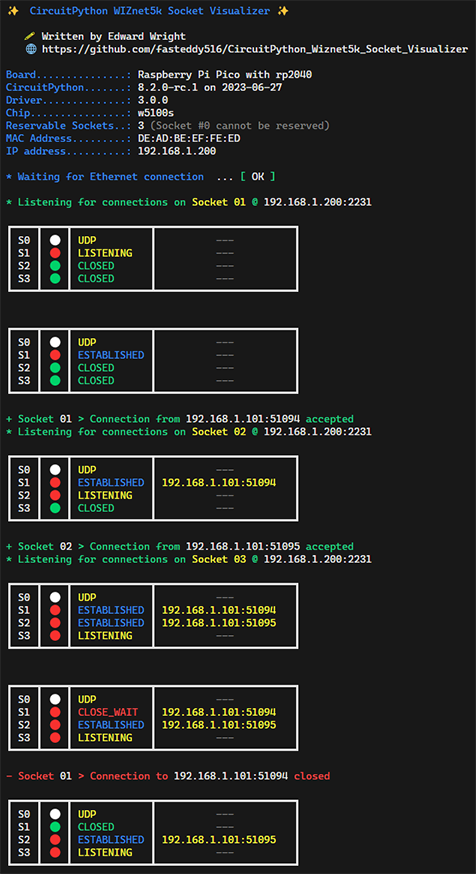 ✨ CircuitPython WIZnet5k Socket Visualizer ✨
Written by Edward Wright
https://github.com/fasteddy516/CircuitPython_Wiznet5k_Socket_Visualizer
Board..............: Raspberry Pi Pico with rp2040
CircuitPython.......: 8.2.0-rc.1 on 2023-06-27
Driver.............: 3.0.0
Chip...............: w5100s
Reservable Sockets..: 3 (Socket #0 cannot be reserved)
MAC Address.........: DE:AD:BE:EF:FE:ED
IP address..........: 192.168.1.200
* Waiting for Ethernet connection ... [ OK ]
* Listening for connections on Socket 01 @ 192.168.1.200:2231
S0 UDP ---
S1 LISTENING ---
S2 CLOSED ---
S3 CLOSED ---
S0 UDP ---
S1 ESTABLISHED ---
S2 CLOSED ---
S3 CLOSED ---
+ Socket 01 > Connection from 192.168.1.101:51094 accepted
* Listening for connections on Socket 02 @ 192.168.1.200:2231
S0 UDP ---
S1 ESTABLISHED 192.168.1.101:51094
S2 LISTENING ---
S3 CLOSED ---
+ Socket 02 > Connection from 192.168.1.101:51095 accepted
* Listening for connections on Socket 03 @ 192.168.1.200:2231
S0 UDP ---
S1 ESTABLISHED 192.168.1.101:51094
S2 ESTABLISHED 192.168.1.101:51095
S3 LISTENING ---
S0 UDP ---
S1 CLOSE_WAIT 192.168.1.101:51094
S2 ESTABLISHED 192.168.1.101:51095
S3 LISTENING ---
- Socket 01 > Connection to 192.168.1.101:51094 closed
S0 UDP ---
S1 CLOSED ---
S2 ESTABLISHED 192.168.1.101:51095
S3 LISTENING ---